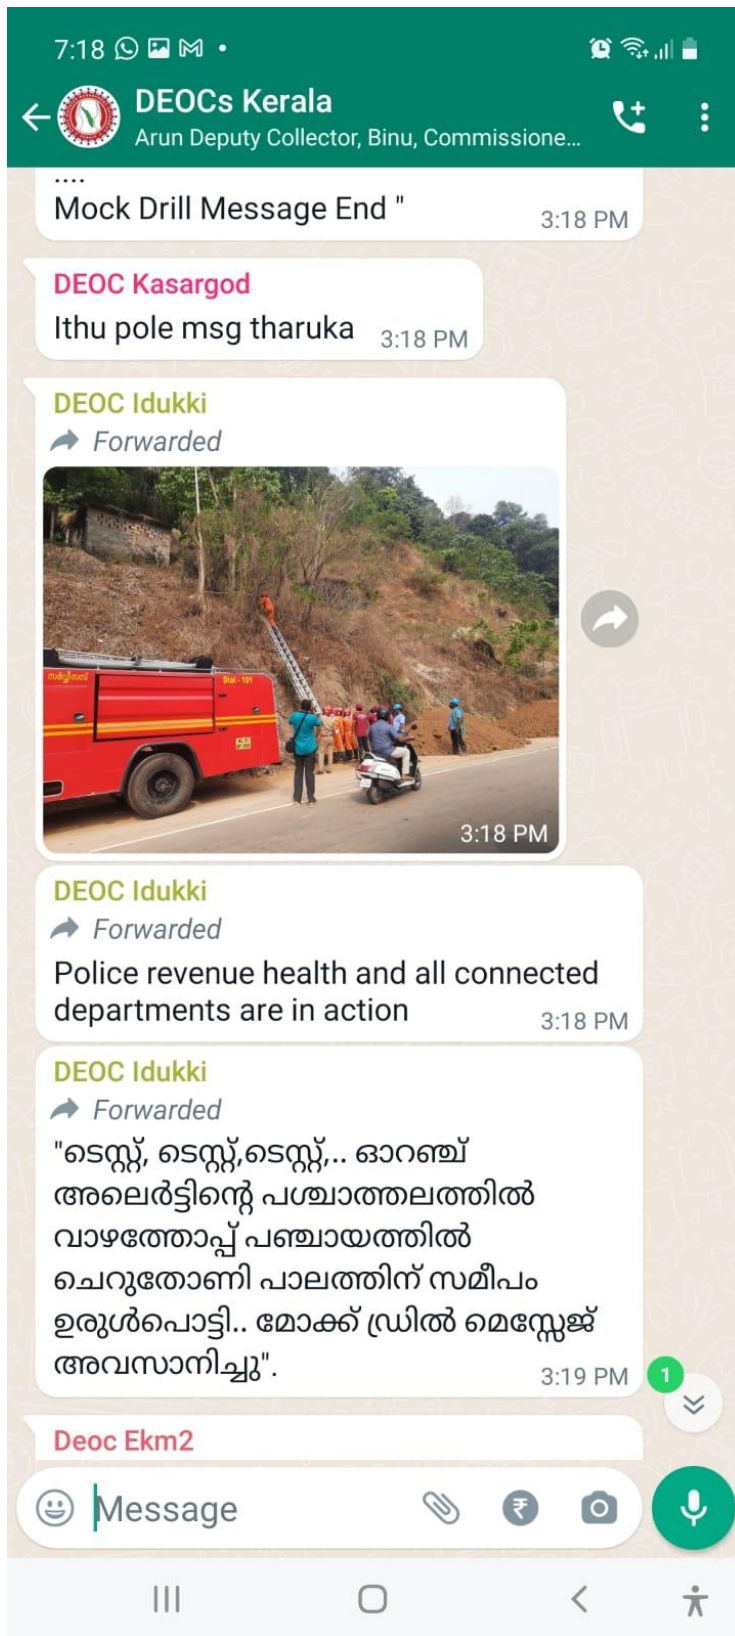 7:18
DEOCs Kerala
Arun Deputy Collector, Binu, Commissione...
....
Mock Drill Message End "
3:18 PM
DEOC Kasargod
Ithu pole msg tharuka 3:18 PM
DEOC Idukki
Forwarded
സർവ്വീസസ്
Dial - 101
3:18 PM
DEOC Idukki
Forwarded
Police revenue health and all connected
departments are in action
3:18 PM
DEOC Idukki
Forwarded
"ടെസ്റ്റ്, ടെസ്റ്റ്,ടെസ്റ്റ്,.. ഓറഞ്ച്
അലെർട്ടിന്റെ പശ്ചാത്തലത്തിൽ
വാഴത്തോപ്പ് പഞ്ചായത്തിൽ
ചെറുതോണി പാലത്തിന് സമീപം
ഉരുൾപൊട്ടി.. മോക്ക് ഡ്രിൽ മെസ്സേജ്
അവസാനിച്ചു".
3:19 PM
1
Deoc Ekm2
Message